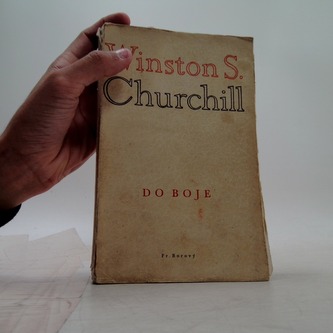 Winston S.
Churchill
DO BOJE
Fr. Borový